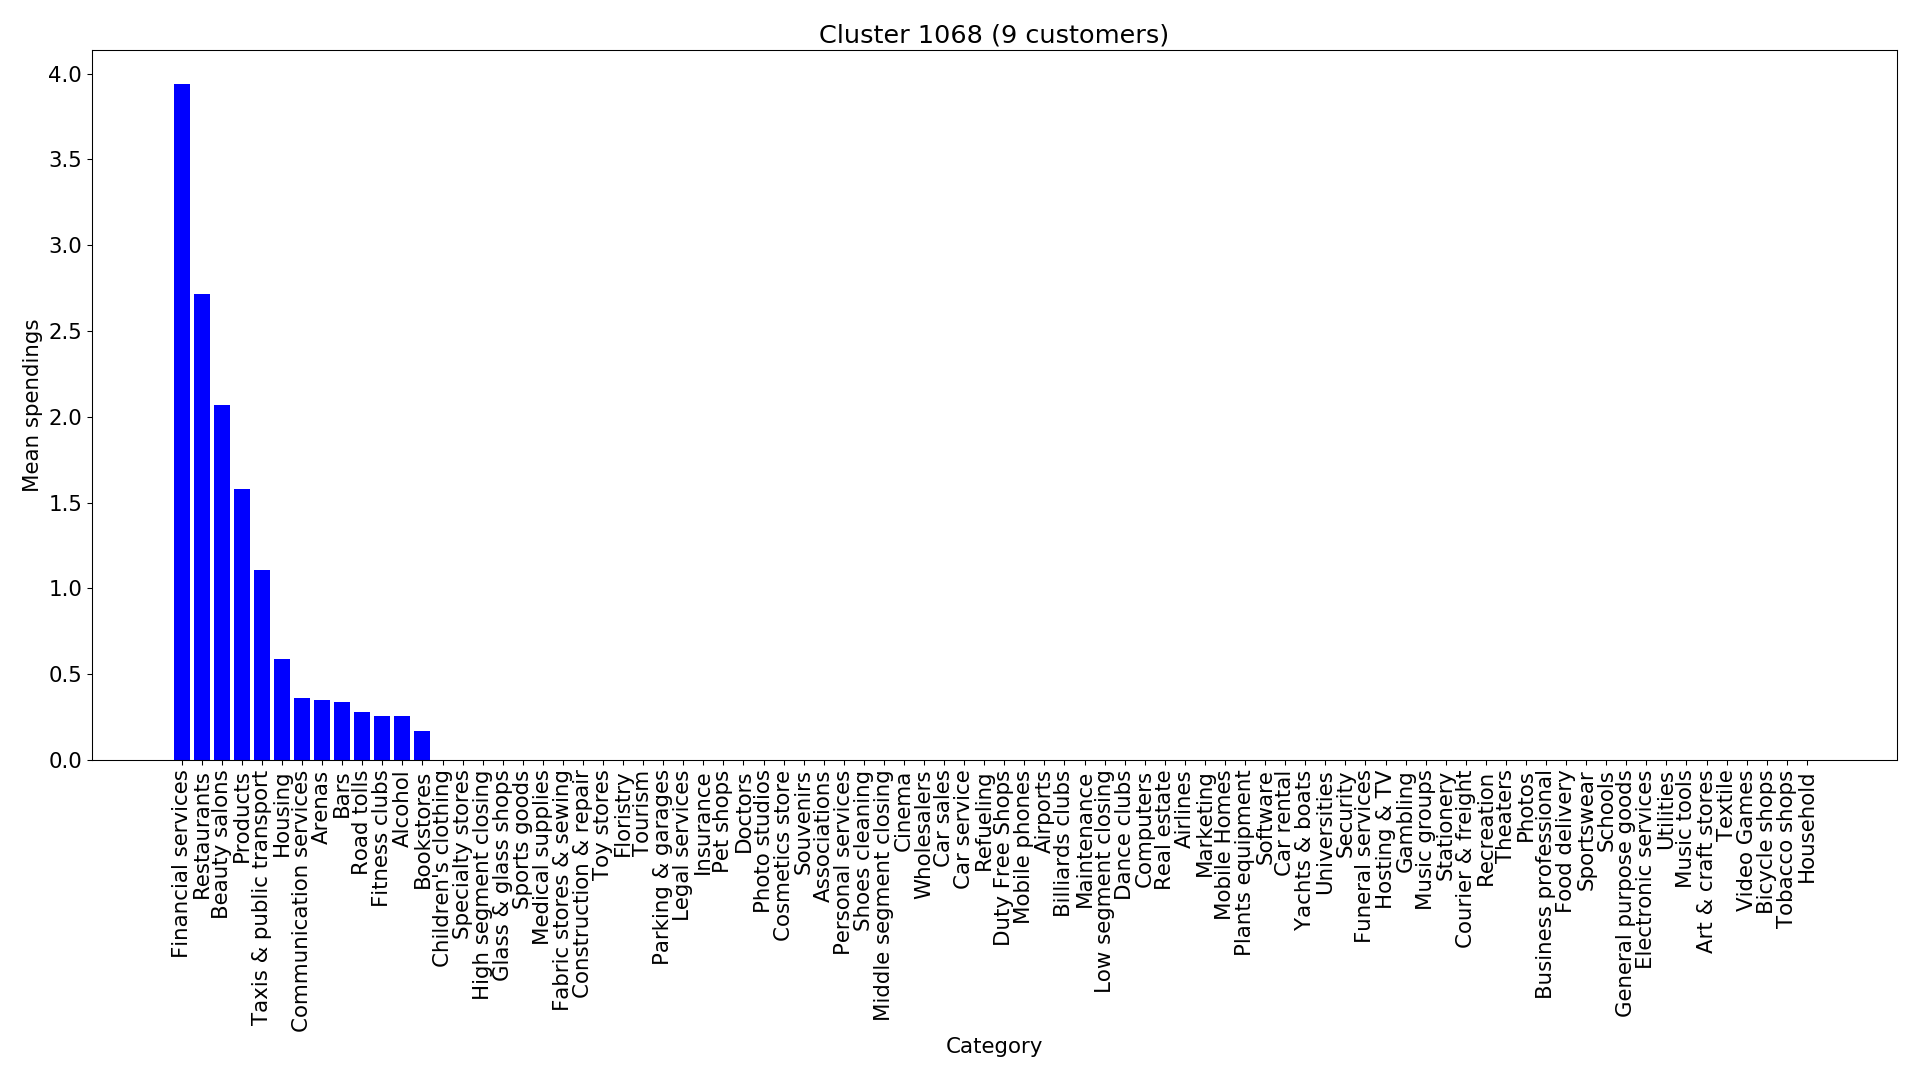 Cluster 1068 (9 customers)
4.0
3.5
3.0
2.5
2.0
1.5
1.0
0.5
0.0
Mean spendings
Financial services
Restaurants
Beauty salons
Products
Taxis & public transport
Housing
Communication services
Arenas
Bars
Road tolls
Fitness clubs
Alcohol
Bookstores
Children's clothing
Specialty stores
High segment closing
Glass & glass shops
Sports goods
Medical supplies
Fabric stores & sewing
Construction & repair
Toy stores
Floristry
Tourism
Parking & garages
Legal services
Insurance
Pet shops
Doctors
Photo studios
Cosmetics store
Souvenirs
Associations
Personal services
Shoes cleaning
Middle segment closing
Cinema
Wholesalers
Car sales
Car service
Refueling
Duty Free Shops
Mobile phones
Airports
Billiards clubs
Maintenance
Low segment closing
Dance clubs
Computers
Real estate
Airlines
Marketing
Mobile Homes
Plants equipment
Software
Car rental
Yachts & boats
Universities
Security
Funeral services
Hosting & TV
Gambling
Music groups
Stationery
Courier & freight
Recreation
Theaters
Photos
Business professional
Food delivery
Sportswear
Schools
General purpose goods
Electronic services
Utilities
Music tools
Art & craft stores
Textile
Video Games
Bicycle shops
Tobacco shops
Household
Category